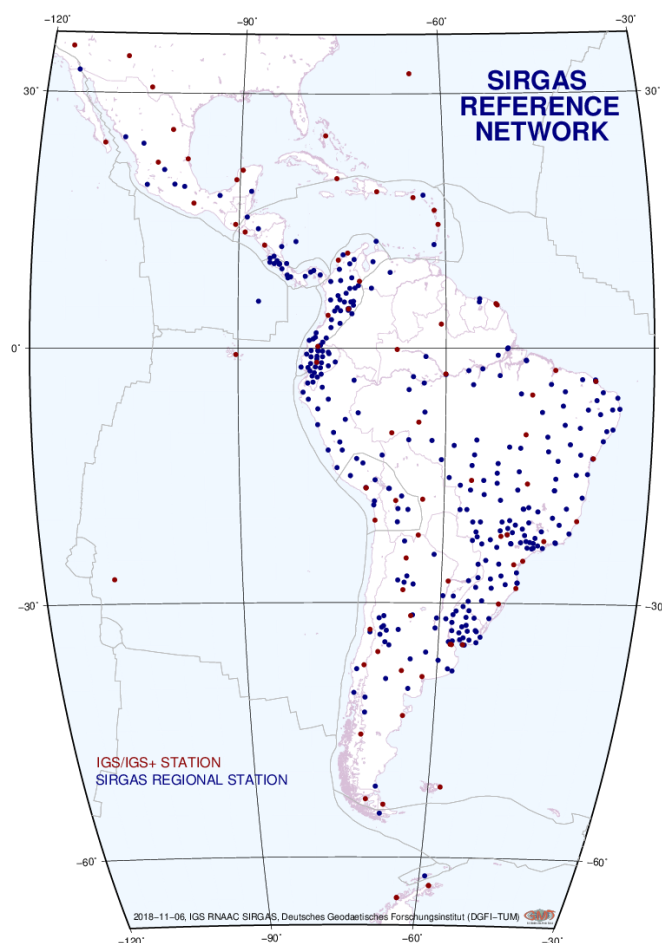 −120˚
−90˚
−60˚
−30˚
SIRGAS
REFERENCE
NETWORK
30˚
30˚
0˚
0˚
−30˚
−30˚
IGS/IGS+ STATION
SIRGAS REGIONAL STATION
−60˚
−60˚
2018−11−06, IGS RNAAC SIRGAS, Deutsches Geodaetisches Forschungsinstitut (DGFI−TUM)
−120˚
−90˚
−60˚
−30˚